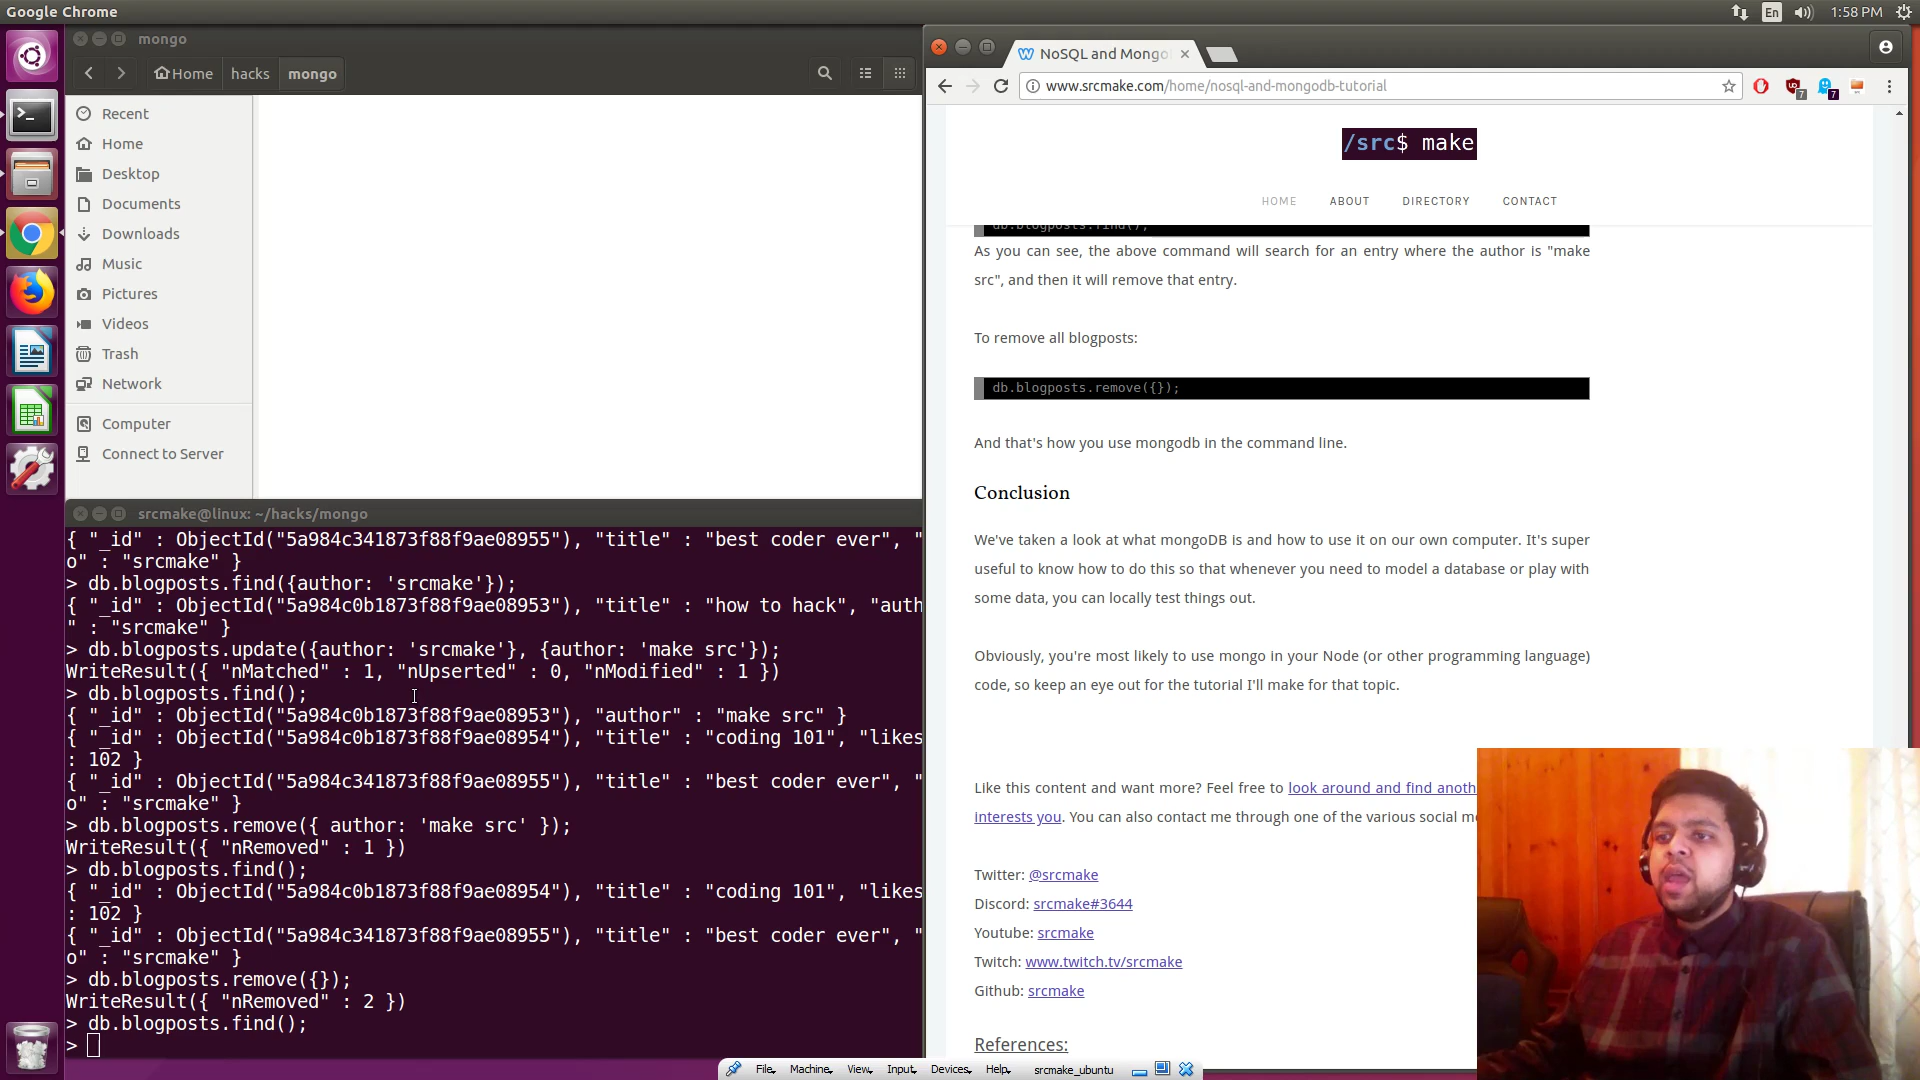 Google Chrome
En
1:58 PM
mongo
Home
hacks
mongo
Recent
Home
Desktop
Documents
Downloads
Music
Pictures
Videos
Trash
Network
Computer
Connect to Server
srcmake@linux: ~/hacks/mongo
{ "_id" : ObjectId("5a984c341873f88f9ae08955"), "title" : "best coder ever", "
o" : "srcmake" }
> db.blogposts.find({author: 'srcmake'});
{ "_id" : ObjectId("5a984c0b1873f88f9ae08953"), "title" : "how to hack", "auth
" : "srcmake" }
> db.blogposts.update({author: 'srcmake'}, {author: 'make src'});
WriteResult({ "nMatched" : 1, "nUpserted" : 0, "nModified" : 1 })
> db.blogposts.find();
{ "_id" : ObjectId("5a984c0b1873f88f9ae08953"), "author" : "make src" }
{ "_id" : ObjectId("5a984c0b1873f88f9ae08954"), "title" : "coding 101", "likes
: 102 }
{ "_id" : ObjectId("5a984c341873f88f9ae08955"), "title" : "best coder ever", "
o" : "srcmake" }
> db.blogposts.remove({ author: 'make src' });
WriteResult({ "nRemoved" : 1 })
> db.blogposts.find();
{ "_id" : ObjectId("5a984c0b1873f88f9ae08954"), "title" : "coding 101", "likes
: 102 }
{ "_id" : ObjectId("5a984c341873f88f9ae08955"), "title" : "best coder ever", "
o" : "srcmake" }
> db.blogposts.remove({});
WriteResult({ "nRemoved" : 2 })
> db.blogposts.find();
>
NoSQL and Mongo
www.srcmake.com/home/nosql-and-mongodb-tutorial
7
7
/src$ make
HOME
ABOUT
DIRECTORY
CONTACT
db.blogposts.find();
As you can see, the above command will search for an entry where the author is "make
src", and then it will remove that entry.
To remove all blogposts:
db.blogposts.remove({});
And that's how you use mongodb in the command line.
Conclusion
We've taken a look at what mongoDB is and how to use it on our own computer. It's super
useful to know how to do this so that whenever you need to model a database or play with
some data, you can locally test things out.
Obviously, you're most likely to use mongo in your Node (or other programming language)
code, so keep an eye out for the tutorial I'll make for that topic.
Like this content and want more? Feel free to look around and find anoth
interests you. You can also contact me through one of the various social m
Twitter: @srcmake
Discord: srcmake#3644
Youtube: srcmake
Twitch: www.twitch.tv/srcmake
Github: srcmake
References:
File
Machine
View
Input
Devices
Help
srcmake_ubuntu